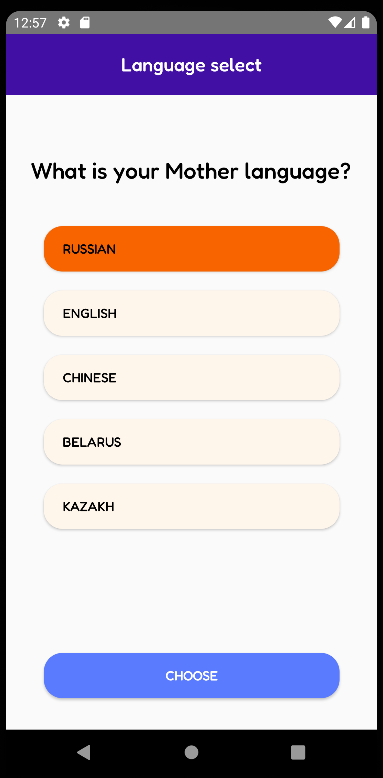 12:57
Language select
What is your Mother language?
RUSSIAN
ENGLISH
CHINESE
BELARUS
KAZAKH
CHOOSE